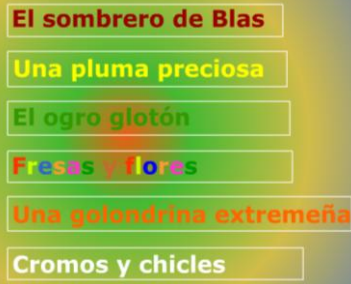 El sombrero de Blas
Una pluma preciosa
El ogro glotón
Fresas y flores
Una golondrina extremeña
Cromos y chicles